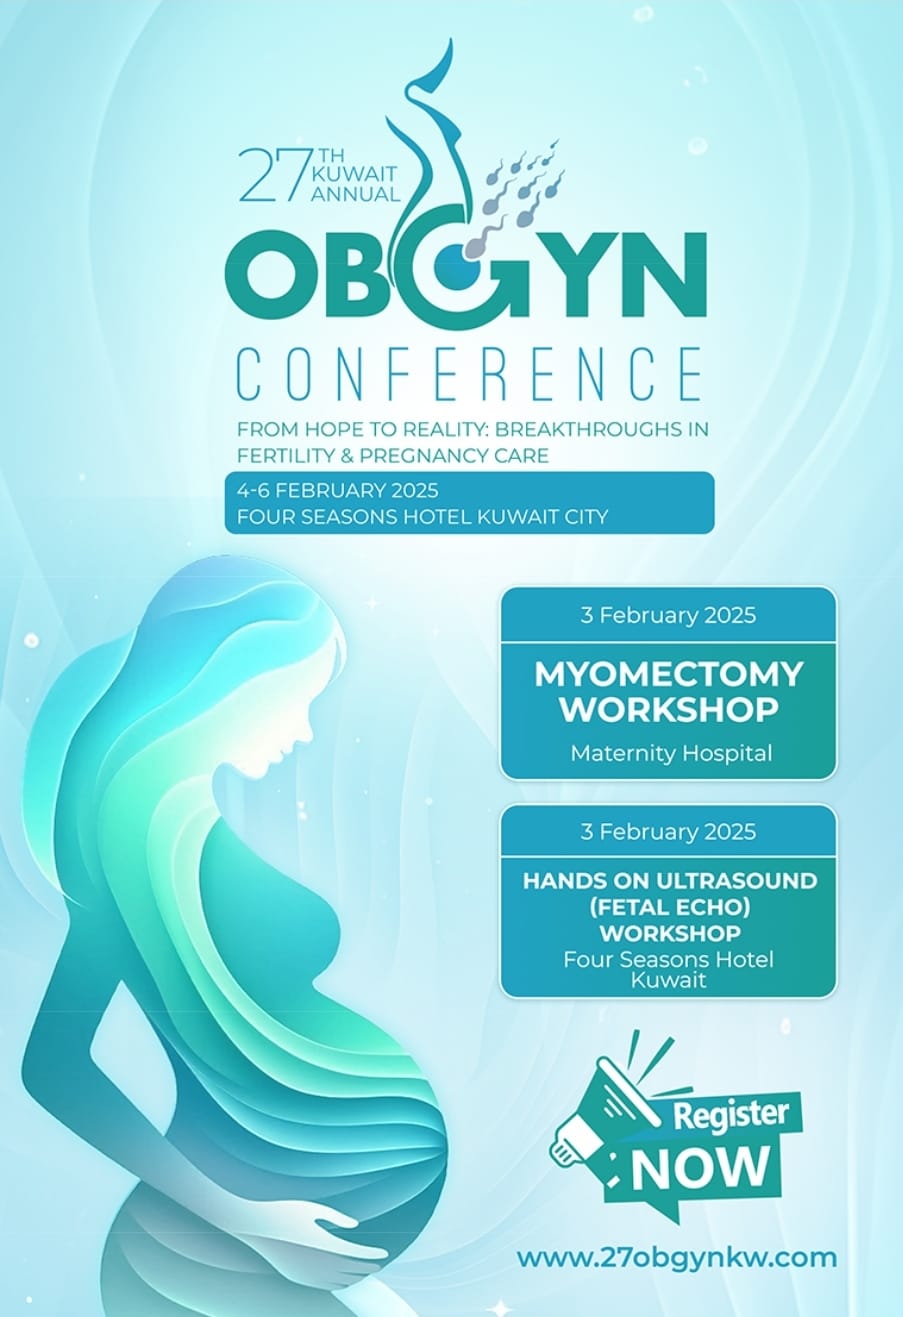 27TH
KUWAIT
ANNUAL
OBGYN
CONFERENCE
FROM HOPE TO REALITY: BREAKTHROUGHS IN
FERTILITY & PREGNANCY CARE
4-6 FEBRUARY 2025
FOUR SEASONS HOTEL KUWAIT CITY
3 February 2025
MYOMECTOMY
WORKSHOP
Maternity Hospital
3 February 2025
HANDS ON ULTRASOUND
(FETAL ECHO)
WORKSHOP
Four Seasons Hotel
Kuwait
Register
NOW
www.27obgynkw.com